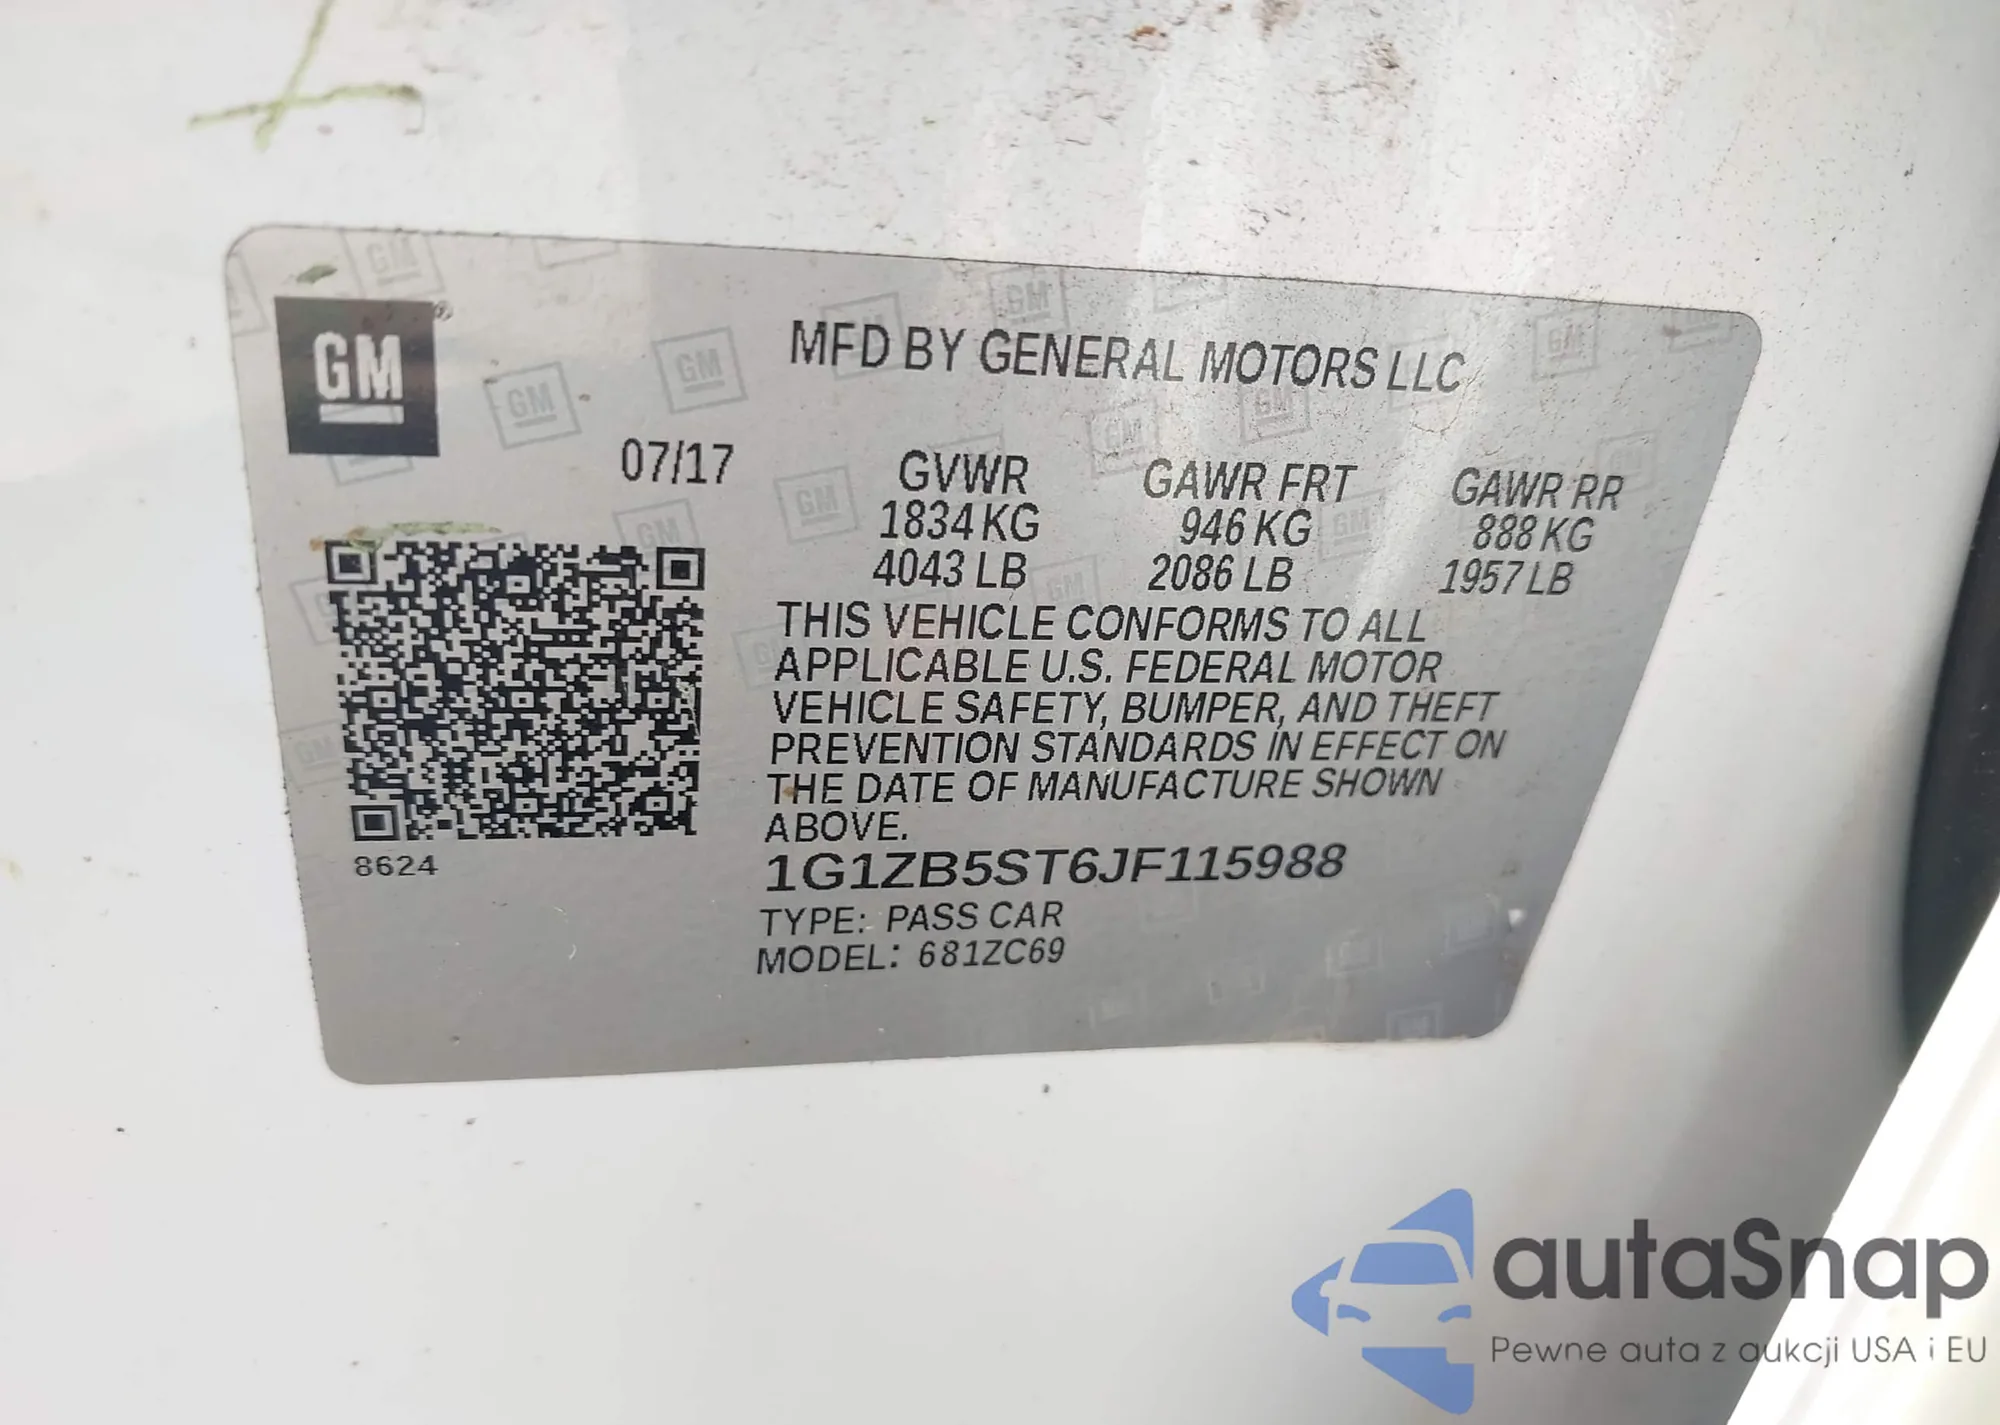 GM
MFD BY GENERAL MOTORS LLC
07/17
GVWR GAWR FRT GAWR RR
1834 KG 946 KG 888 KG
4043 LB 2086 LB 1957 LB
THIS VEHICLE CONFORMS TO ALL
APPLICABLE U.S. FEDERAL MOTOR
VEHICLE SAFETY, BUMPER, AND THEFT
PREVENTION STANDARDS IN EFFECT ON
THE DATE OF MANUFACTURE SHOWN
ABOVE.
8624
1G1ZB5ST6JF115988
TYPE: PASS CAR
MODEL: 681ZC69
autaSnap
Pewne auta z aukcji USA i EU